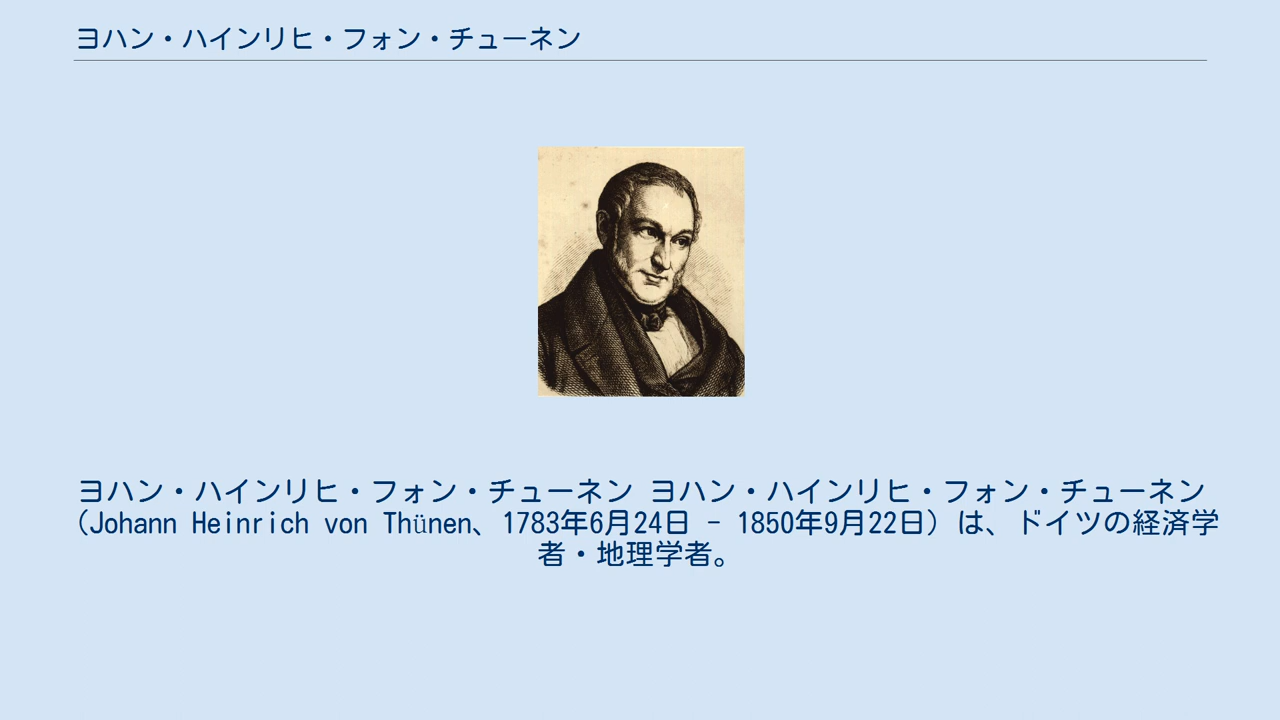 ヨハン・ハインリヒ・フォン・チューネン
ヨハン・ハインリヒ・フォン・チューネン ヨハン・ハインリヒ・フォン・チューネン
(Johann Heinrich von Thünen、1783年6月24日 - 1850年9月22日) は、ドイツの経済学
者・地理学者。